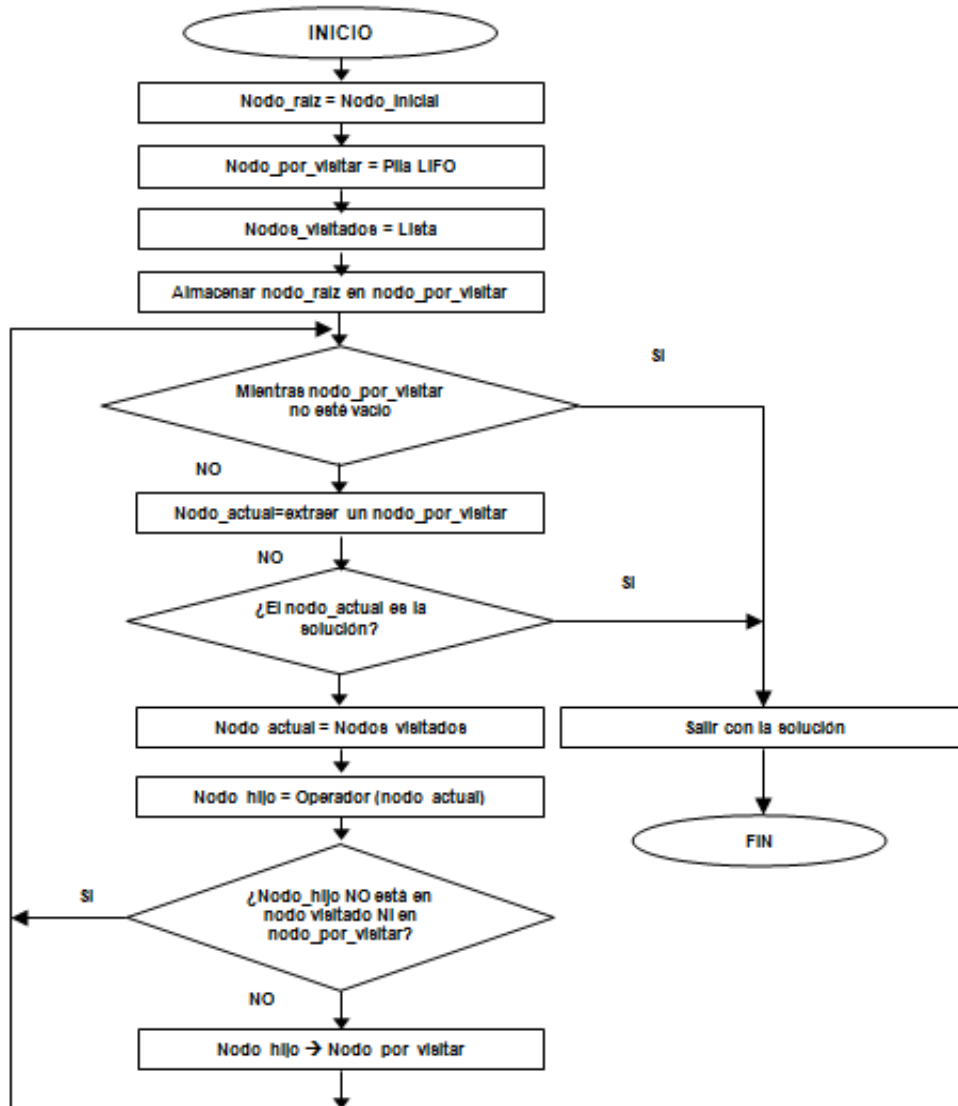 INICIO
Nodo_raiz = Nodo_inicial
Nodo_por_visitar = Pila LIFO
Nodos_visitados = Lista
Almacenar nodo_raiz en nodo_por_visitar
SI
Mientras nodo_por_visitar
no está vacio
NO
Nodo_actual=extraer un nodo_por_visitar
NO
SI
¿El nodo_actual es la
solución?
Nodo actual = Nodos visitados
Salir con la solución
Nodo hijo = Operador (nodo actual)
FIN
SI
¿Nodo_hijo NO está en
nodo visitado NI en
nodo_por_visitar?
NO
Nodo hijo → Nodo por visitar